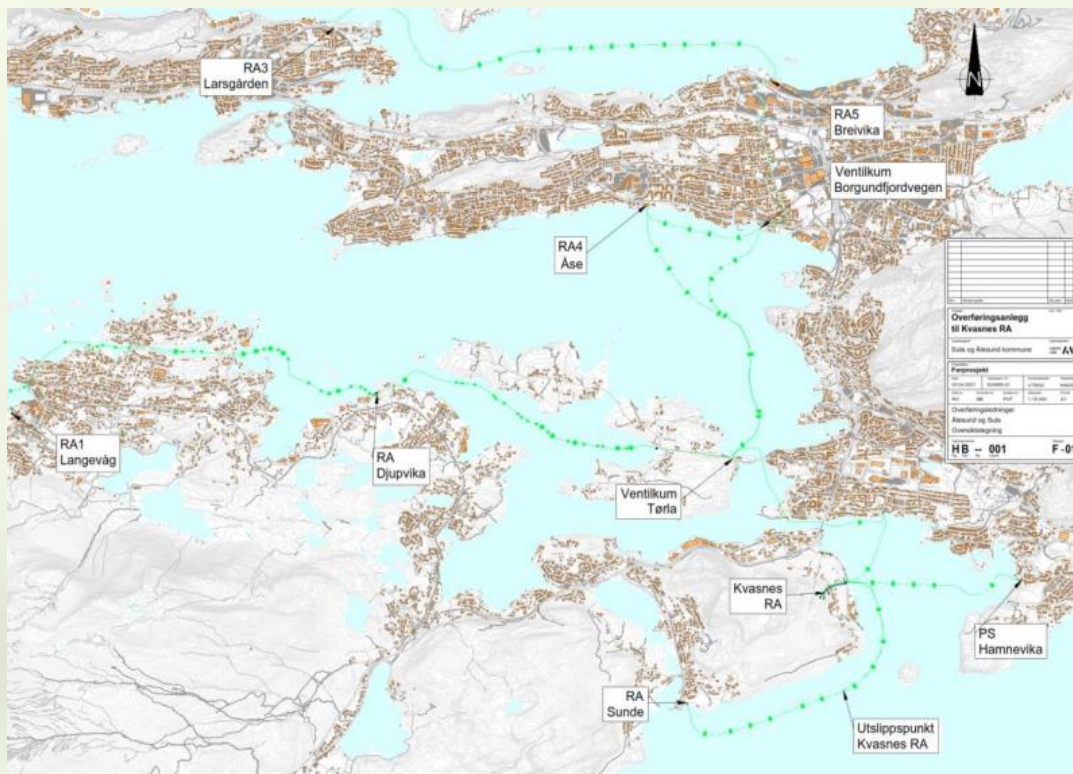 RA3
Larsgården
N
RA5
Breivika
Ventilkum
Borgundfjordvegen
RA4
Åse
Overføringsanlegg
til Kvasnes RA
Sula og Ålesund kommune
Forprosjekt
Overføringsledninger
Ålesund og Sula
Oversiktstegning
HB -- 001
F-01
RA1
Langevåg
RA
Djupvika
Ventilkum
Tørla
Kvasnes
RA
PS
Hamnevika
RA
Sunde
Utslippspunkt
Kvasnes RA